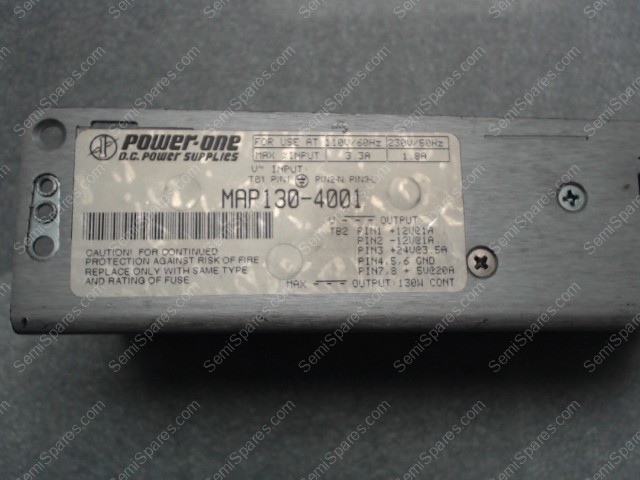 POWER-ONE
D.C. POWER SUPPLIES
FOR USE AT 110V/60Hz 230V/50Hz
MAX INPUT 3.3A 1.8A
V~ INPUT
TB1 PIN1 PIN2-N PIN3-L
MAP130-4001
V OUTPUT
TB2 PIN1 +12V@1A
PIN2 -12V@1A
PIN3 +24V@3.5A
PIN4,5,6 GND
PIN7,8 + 5V@20A
MAX OUTPUT:130W CONT
CAUTION! FOR CONTINUED
PROTECTION AGAINST RISK OF FIRE
REPLACE ONLY WITH SAME TYPE
AND RATING OF FUSE
SemiSpares.com